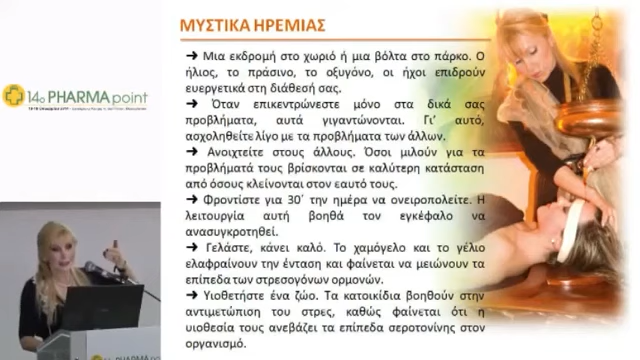 ΜΥΣΤΙΚΑ ΗΡΕΜΙΑΣ
➜ Μια εκδρομή στο χωριό ή μια βόλτα στο πάρκο. Ο
ήλιος, το πράσινο, το οξυγόνο, οι ήχοι επιδρούν
ευεργετικά στη διάθεσή σας.
➜ Όταν επικεντρώνεστε μόνο στα δικά σας
προβλήματα, αυτά γιγαντώνονται. Γι’ αυτό,
ασχοληθείτε λίγο με τα προβλήματα των άλλων.
➜ Ανοιχτείτε στους άλλους. Όσοι μιλούν για τα
προβλήματά τους βρίσκονται σε καλύτερη κατάσταση
από όσους κλείνονται στον εαυτό τους.
➜ Φροντίστε για 30΄ την ημέρα να ονειροπολείτε. Η
λειτουργία αυτή βοηθά τον εγκέφαλο να
ανασυγκροτηθεί.
➜ Γελάστε, κάνει καλό. Το χαμόγελο και το γέλιο
ελαφραίνουν την ένταση και φαίνεται να μειώνουν τα
επίπεδα των στρεσογόνων ορμονών.
➜ Υιοθετήστε ένα ζώο. Τα κατοικίδια βοηθούν στην
αντιμετώπιση του στρες, καθώς φαίνεται ότι η
υιοθεσία τους ανεβάζει τα επίπεδα σεροτονίνης στον
οργανισμό.
14ο PHARMA point
14ο PHARMA point